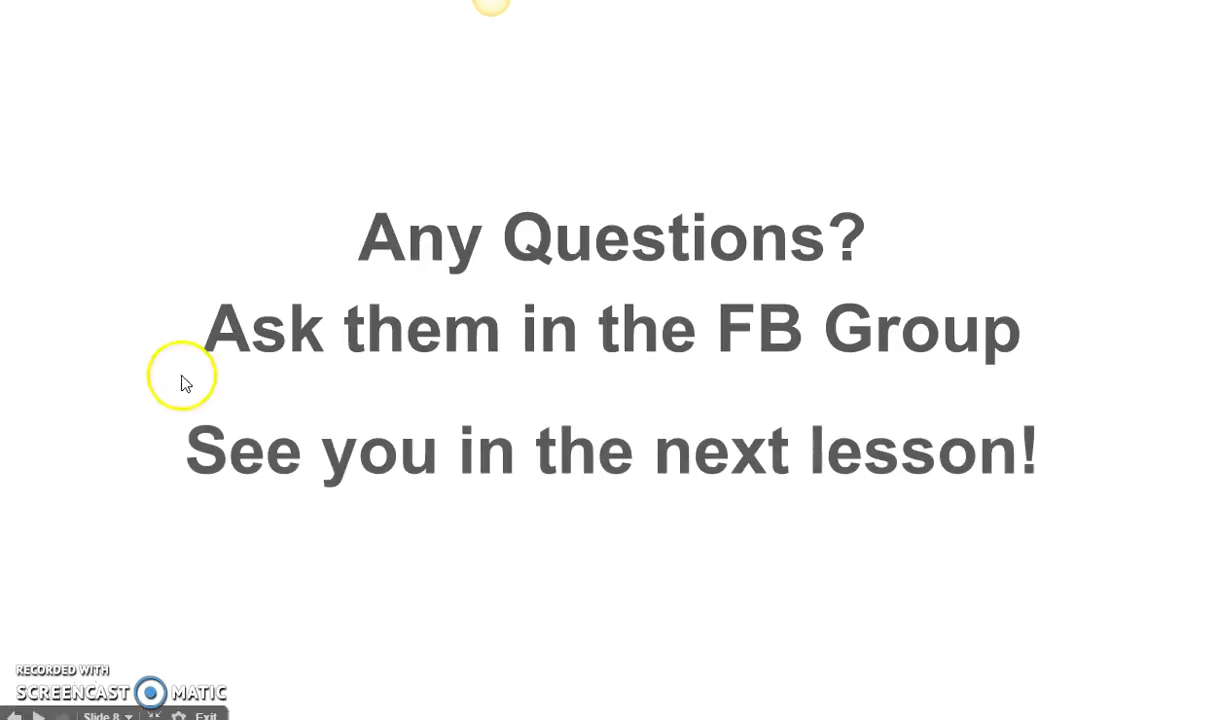 Any Questions?
Ask them in the FB Group
See you in the next lesson!
RECORDED WITH
SCREENCAST MATIC
Slide 8 Exit